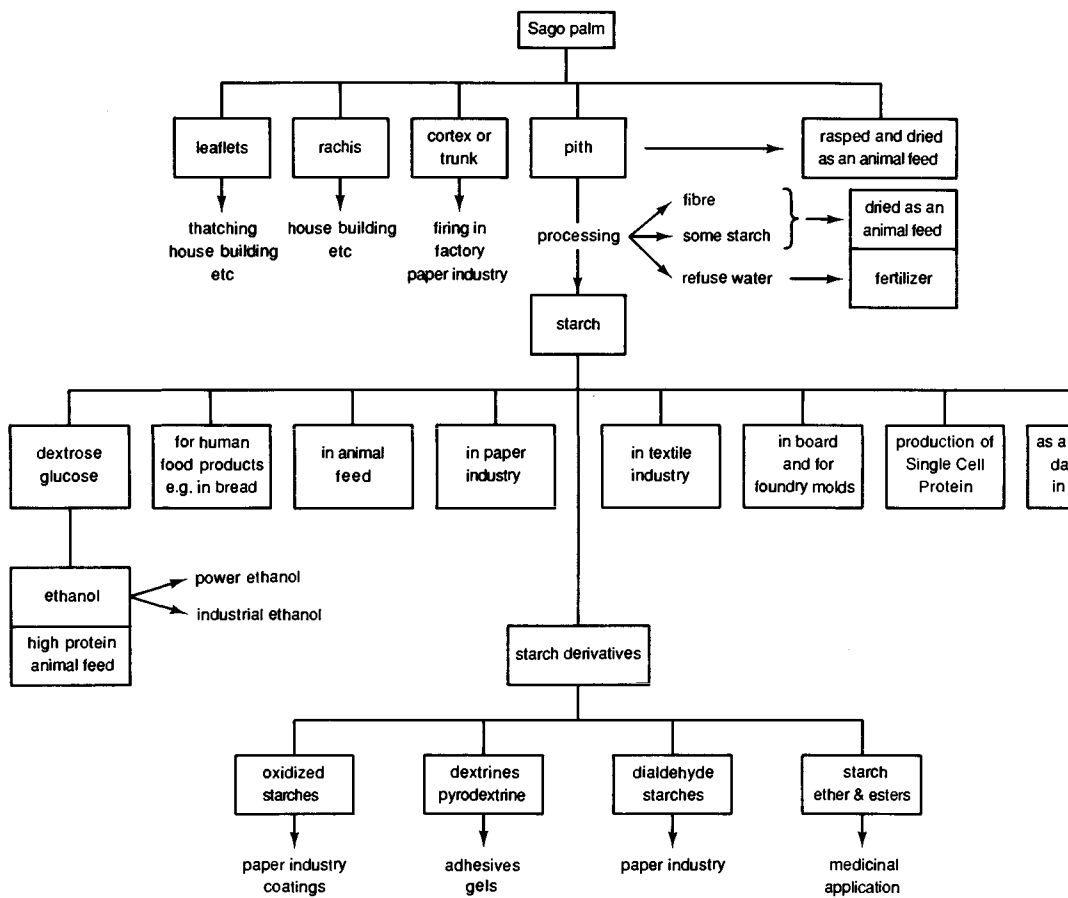 Sago palm
leaflets
rachis
cortex or
trunk
pith
rasped and dried
as an animal feed
thatching
house building
etc
house building
etc
firing in
factory
paper industry
processing
fibre
some starch
refuse water
dried as an
animal feed
fertilizer
starch
dextrose
glucose
for human
food products
e.g. in bread
in animal
feed
in paper
industry
in textile
industry
in board
and for
foundry molds
production of
Single Cell
Protein
as a
da
in
ethanol
high protein
animal feed
power ethanol
industrial ethanol
starch derivatives
oxidized
starches
dextrines
pyrodextrine
dialdehyde
starches
starch
ether & esters
paper industry
coatings
adhesives
gels
paper industry
medicinal
application